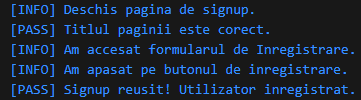 [INFO] Deschis pagina de signup.
[PASS] Titlul paginii este corect.
[INFO] Am accesat formularul de Inregistrare.
[INFO] Am apasat pe butonul de inregistrare.
[PASS] Signup reusit! Utilizator inregistrat.